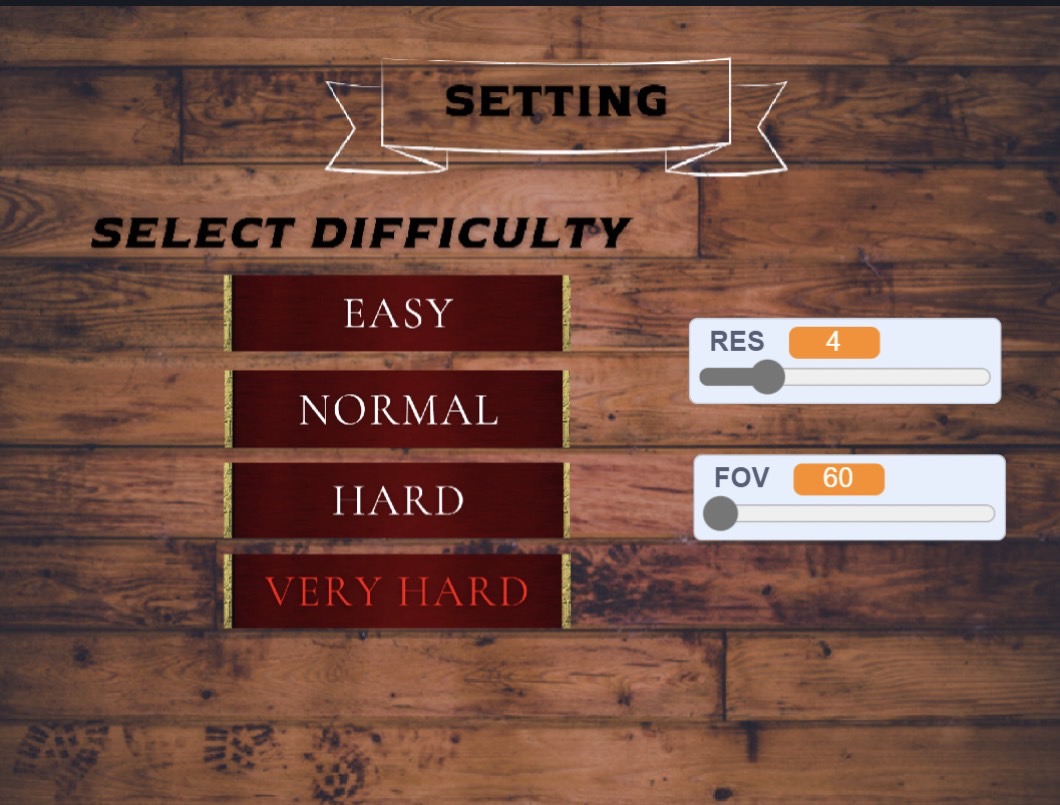 SETTING
SELECT DIFFICULTY
EASY
NORMAL
HARD
VERY HARD
RES 4
FOV 60